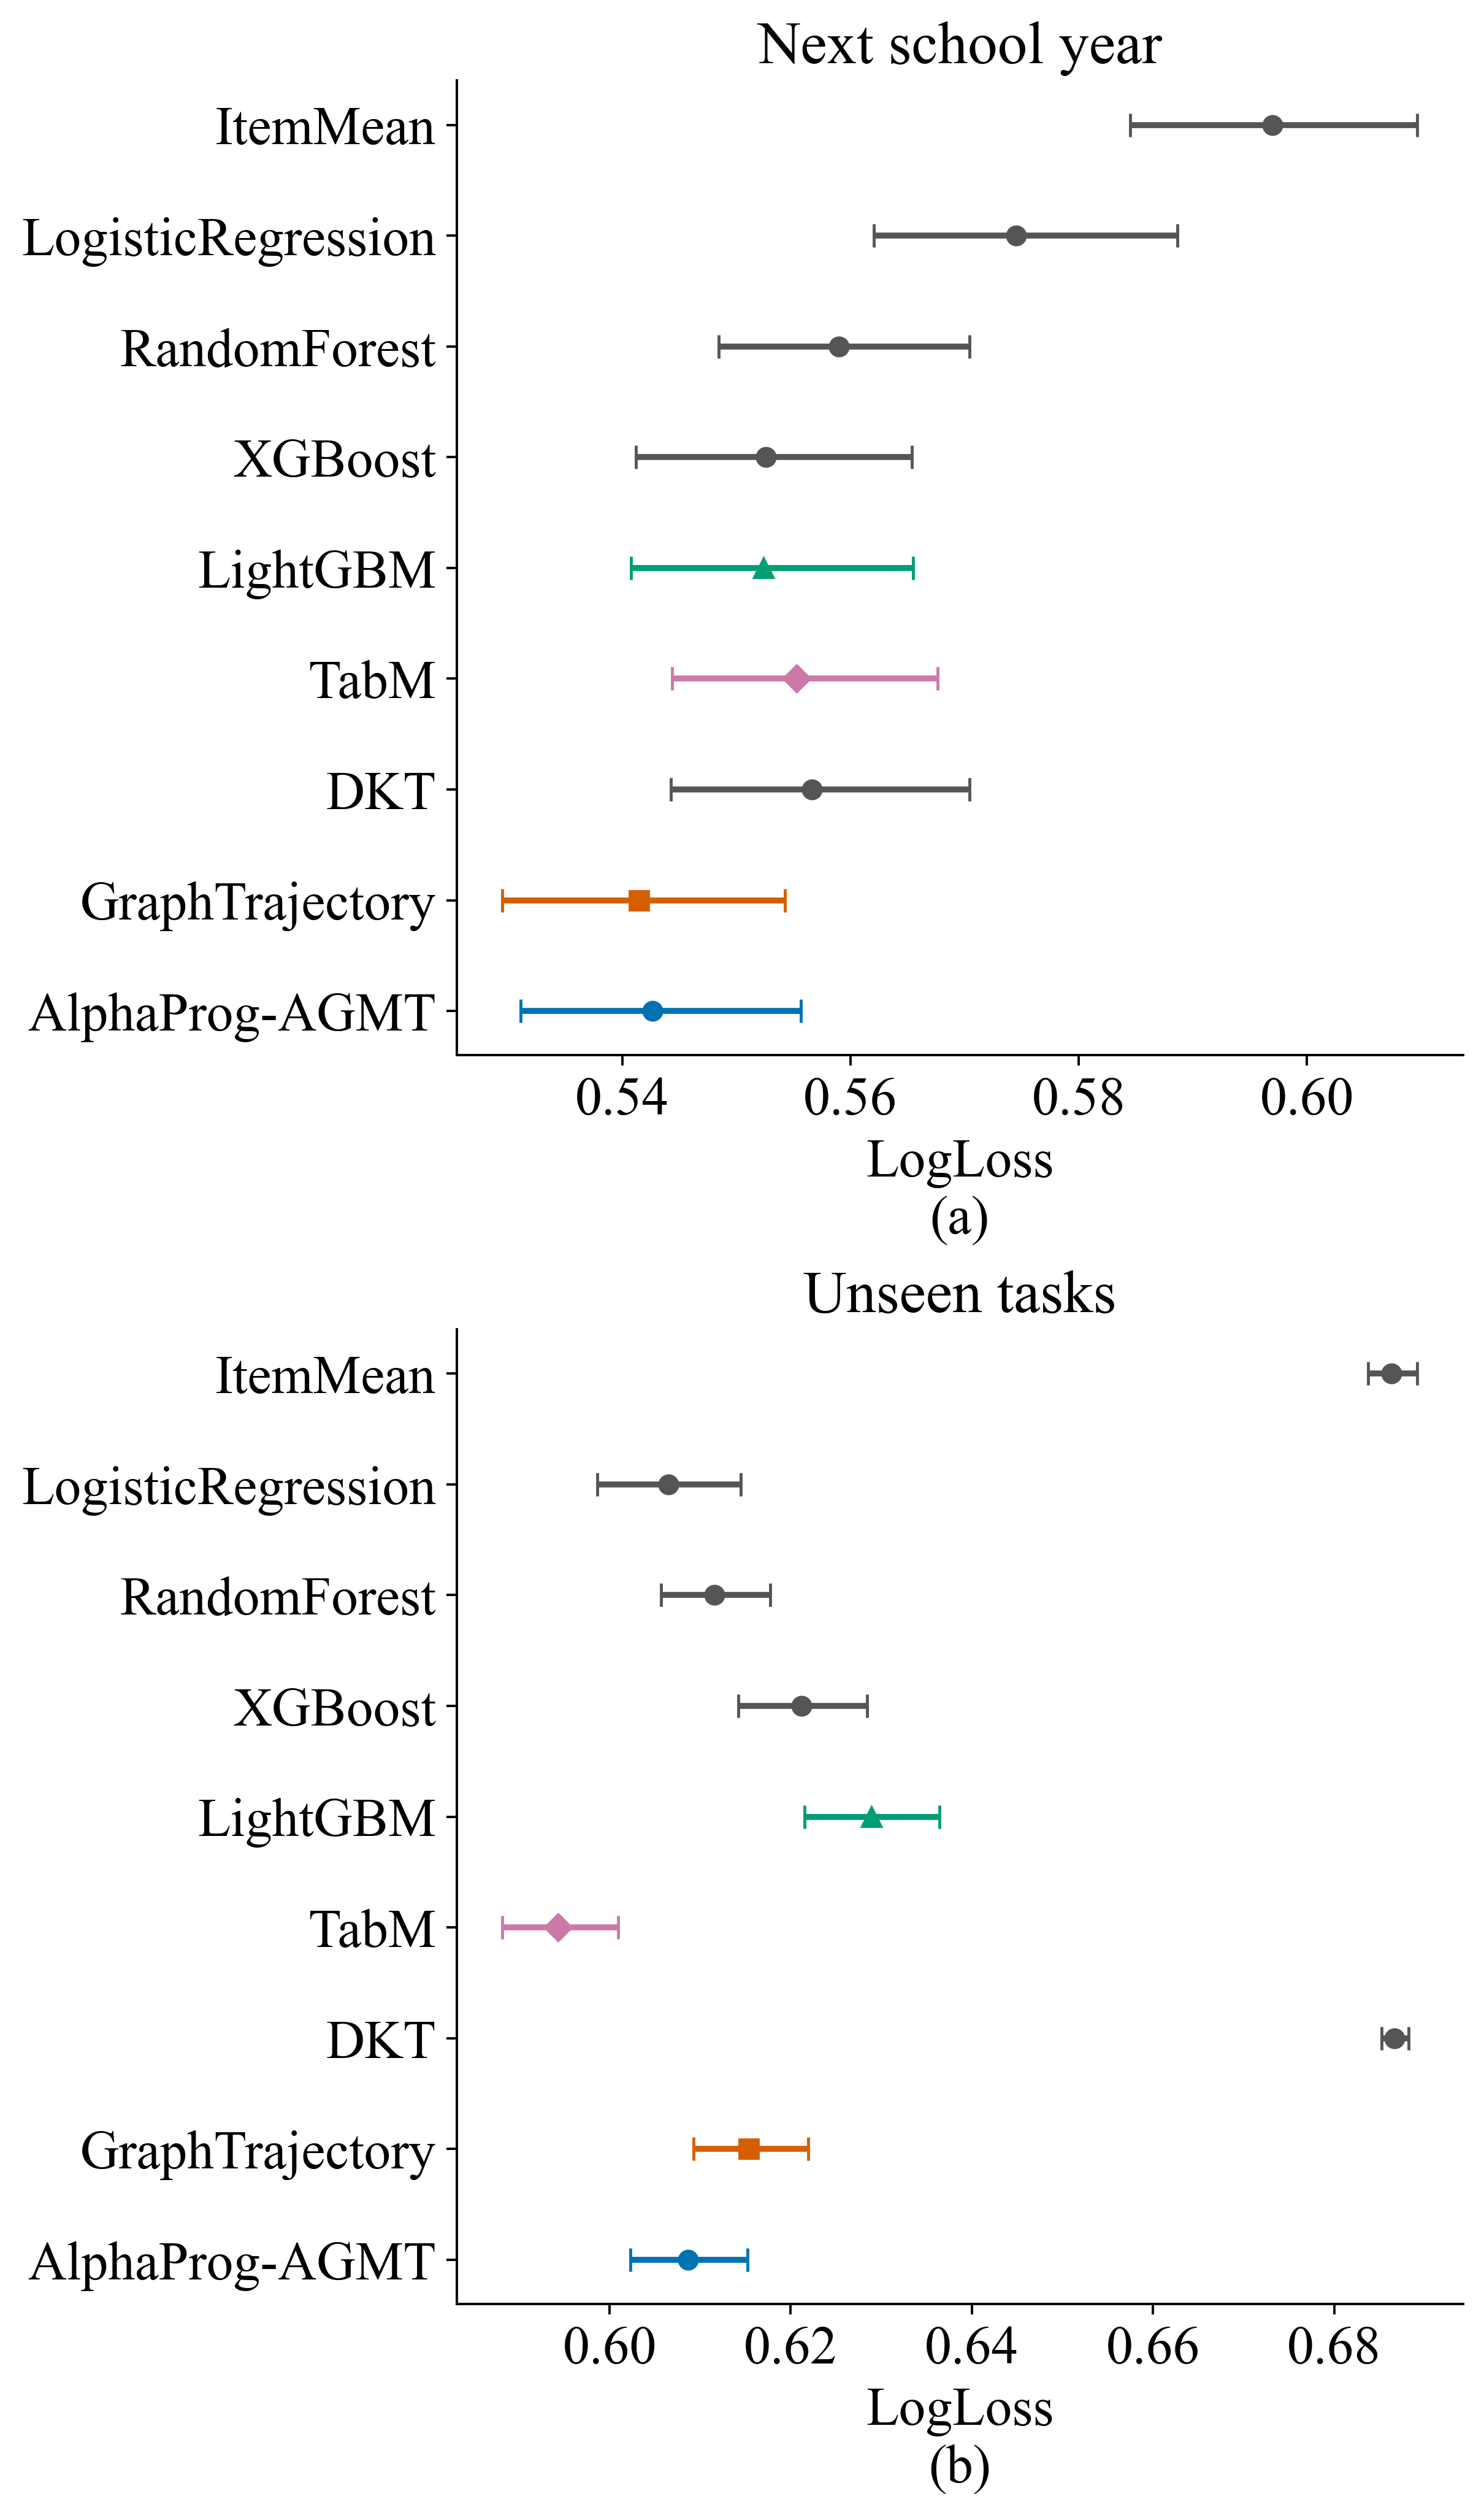 Next school year
ItemMean
LogisticRegression
RandomForest
XGBoost
LightGBM
TabM
DKT
GraphTrajectory
AlphaProg-AGMT
0.54 0.56 0.58 0.60
LogLoss
(a)
Unseen tasks
ItemMean
LogisticRegression
RandomForest
XGBoost
LightGBM
TabM
DKT
GraphTrajectory
AlphaProg-AGMT
0.60 0.62 0.64 0.66 0.68
LogLoss
(b)